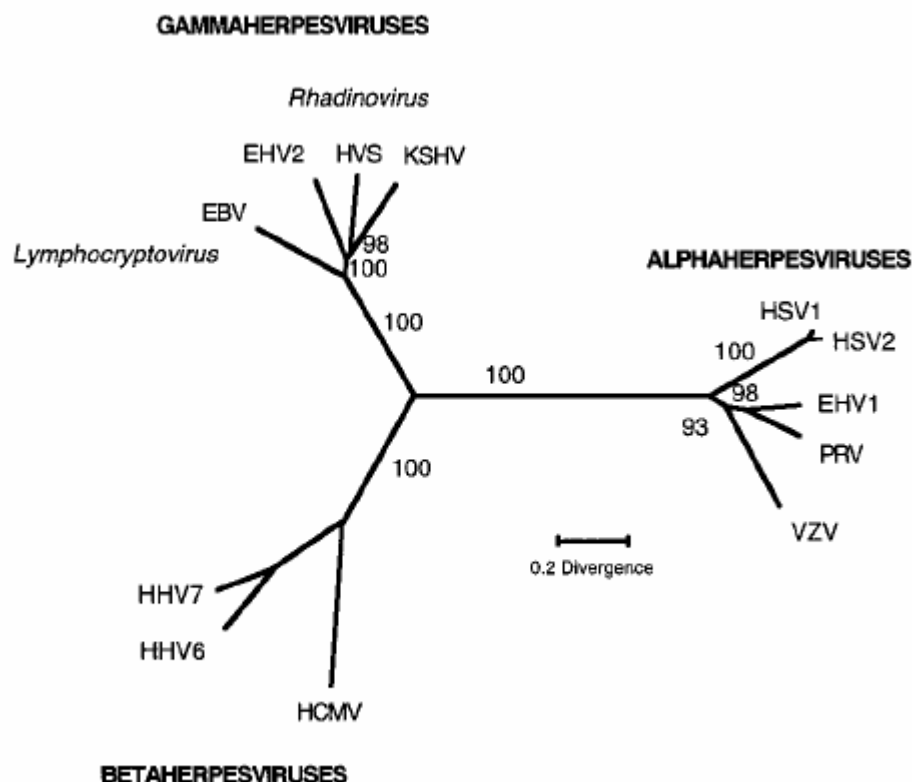 GAMMAHERPESVIRUSES
Rhadinovirus
EHV2 HVS KSHV
EBV
98
Lymphocryptovirus
100
ALPHAHERPESVIRUSES
HSV1
100
100
HSV2
100
98
EHV1
93
PRV
100
VZV
0.2 Divergence
HHV7
HHV6
HCMV
BETAHERPESVIRUSES